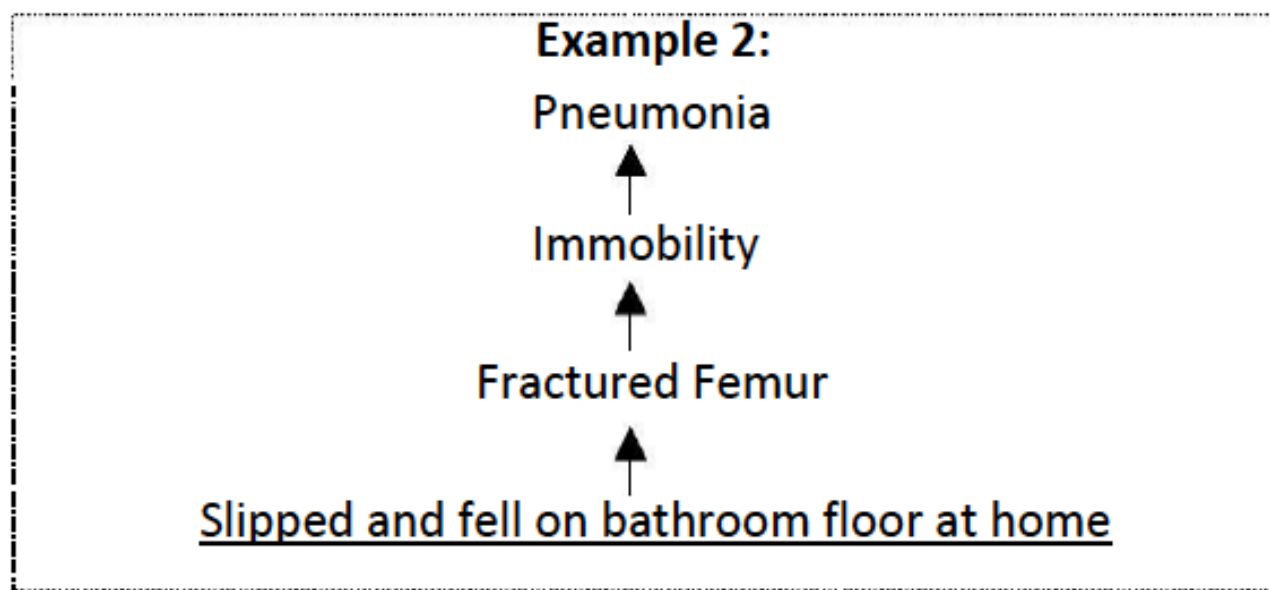 Example 2:
Pneumonia
Immobility
Fractured Femur
Slipped and fell on bathroom floor at home